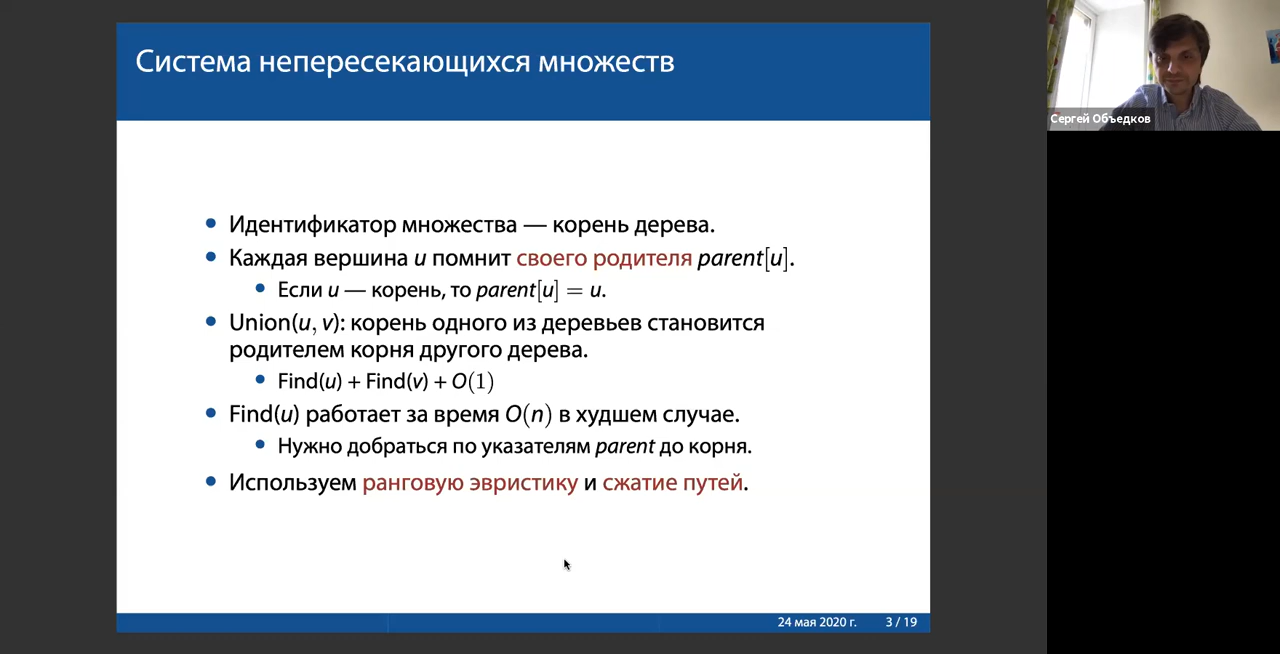 Система непересекающихся множеств
Сергей Объедков
Идентификатор множества — корень дерева.
Каждая вершина u помнит своего родителя parent[u].
Если u — корень, то parent[u] = u.
Union(u, v): корень одного из деревьев становится
родителем корня другого дерева.
Find(u) + Find(v) + O(1)
Find(u) работает за время O(n) в худшем случае.
Нужно добраться по указателям parent до корня.
Используем ранговую эвристику и сжатие путей.
24 мая 2020 г. 3 / 19